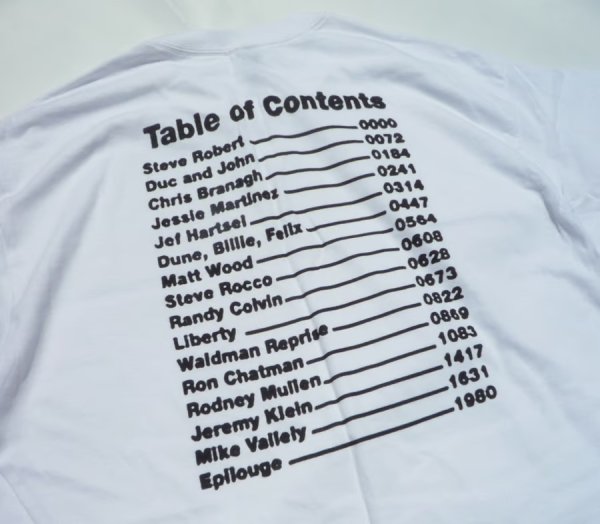 Table of Contents
Steve Robert 0000
Duc and John 0072
Chris Branagh 0184
Jessie Martinez 0241
Jef Hartsel 0314
Dune, Billie, Felix 0447
Matt Wood 0564
Steve Rocco 0608
Randy Colvin 0628
Liberty 0673
Waldman Reprise 0822
Ron Chatman 0869
Rodney Mullen 1083
Jeremy Klein 1417
Mike Vallely 1631
Epilouge 1980